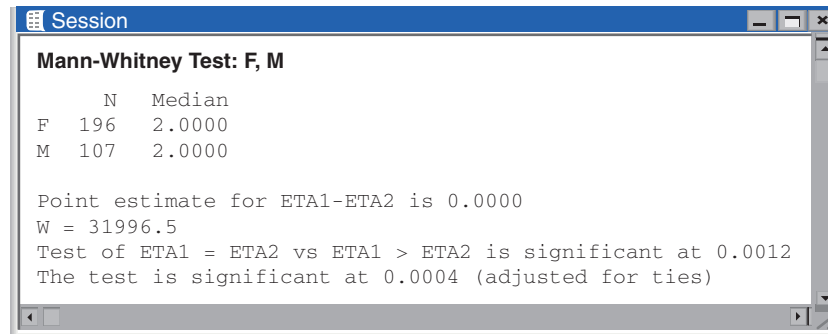 Session
Mann-Whitney Test: F, M
N Median
F 196 2.0000
M 107 2.0000
Point estimate for ETA1-ETA2 is 0.0000
W = 31996.5
Test of ETA1 = ETA2 vs ETA1 > ETA2 is significant at 0.0012
The test is significant at 0.0004 (adjusted for ties)